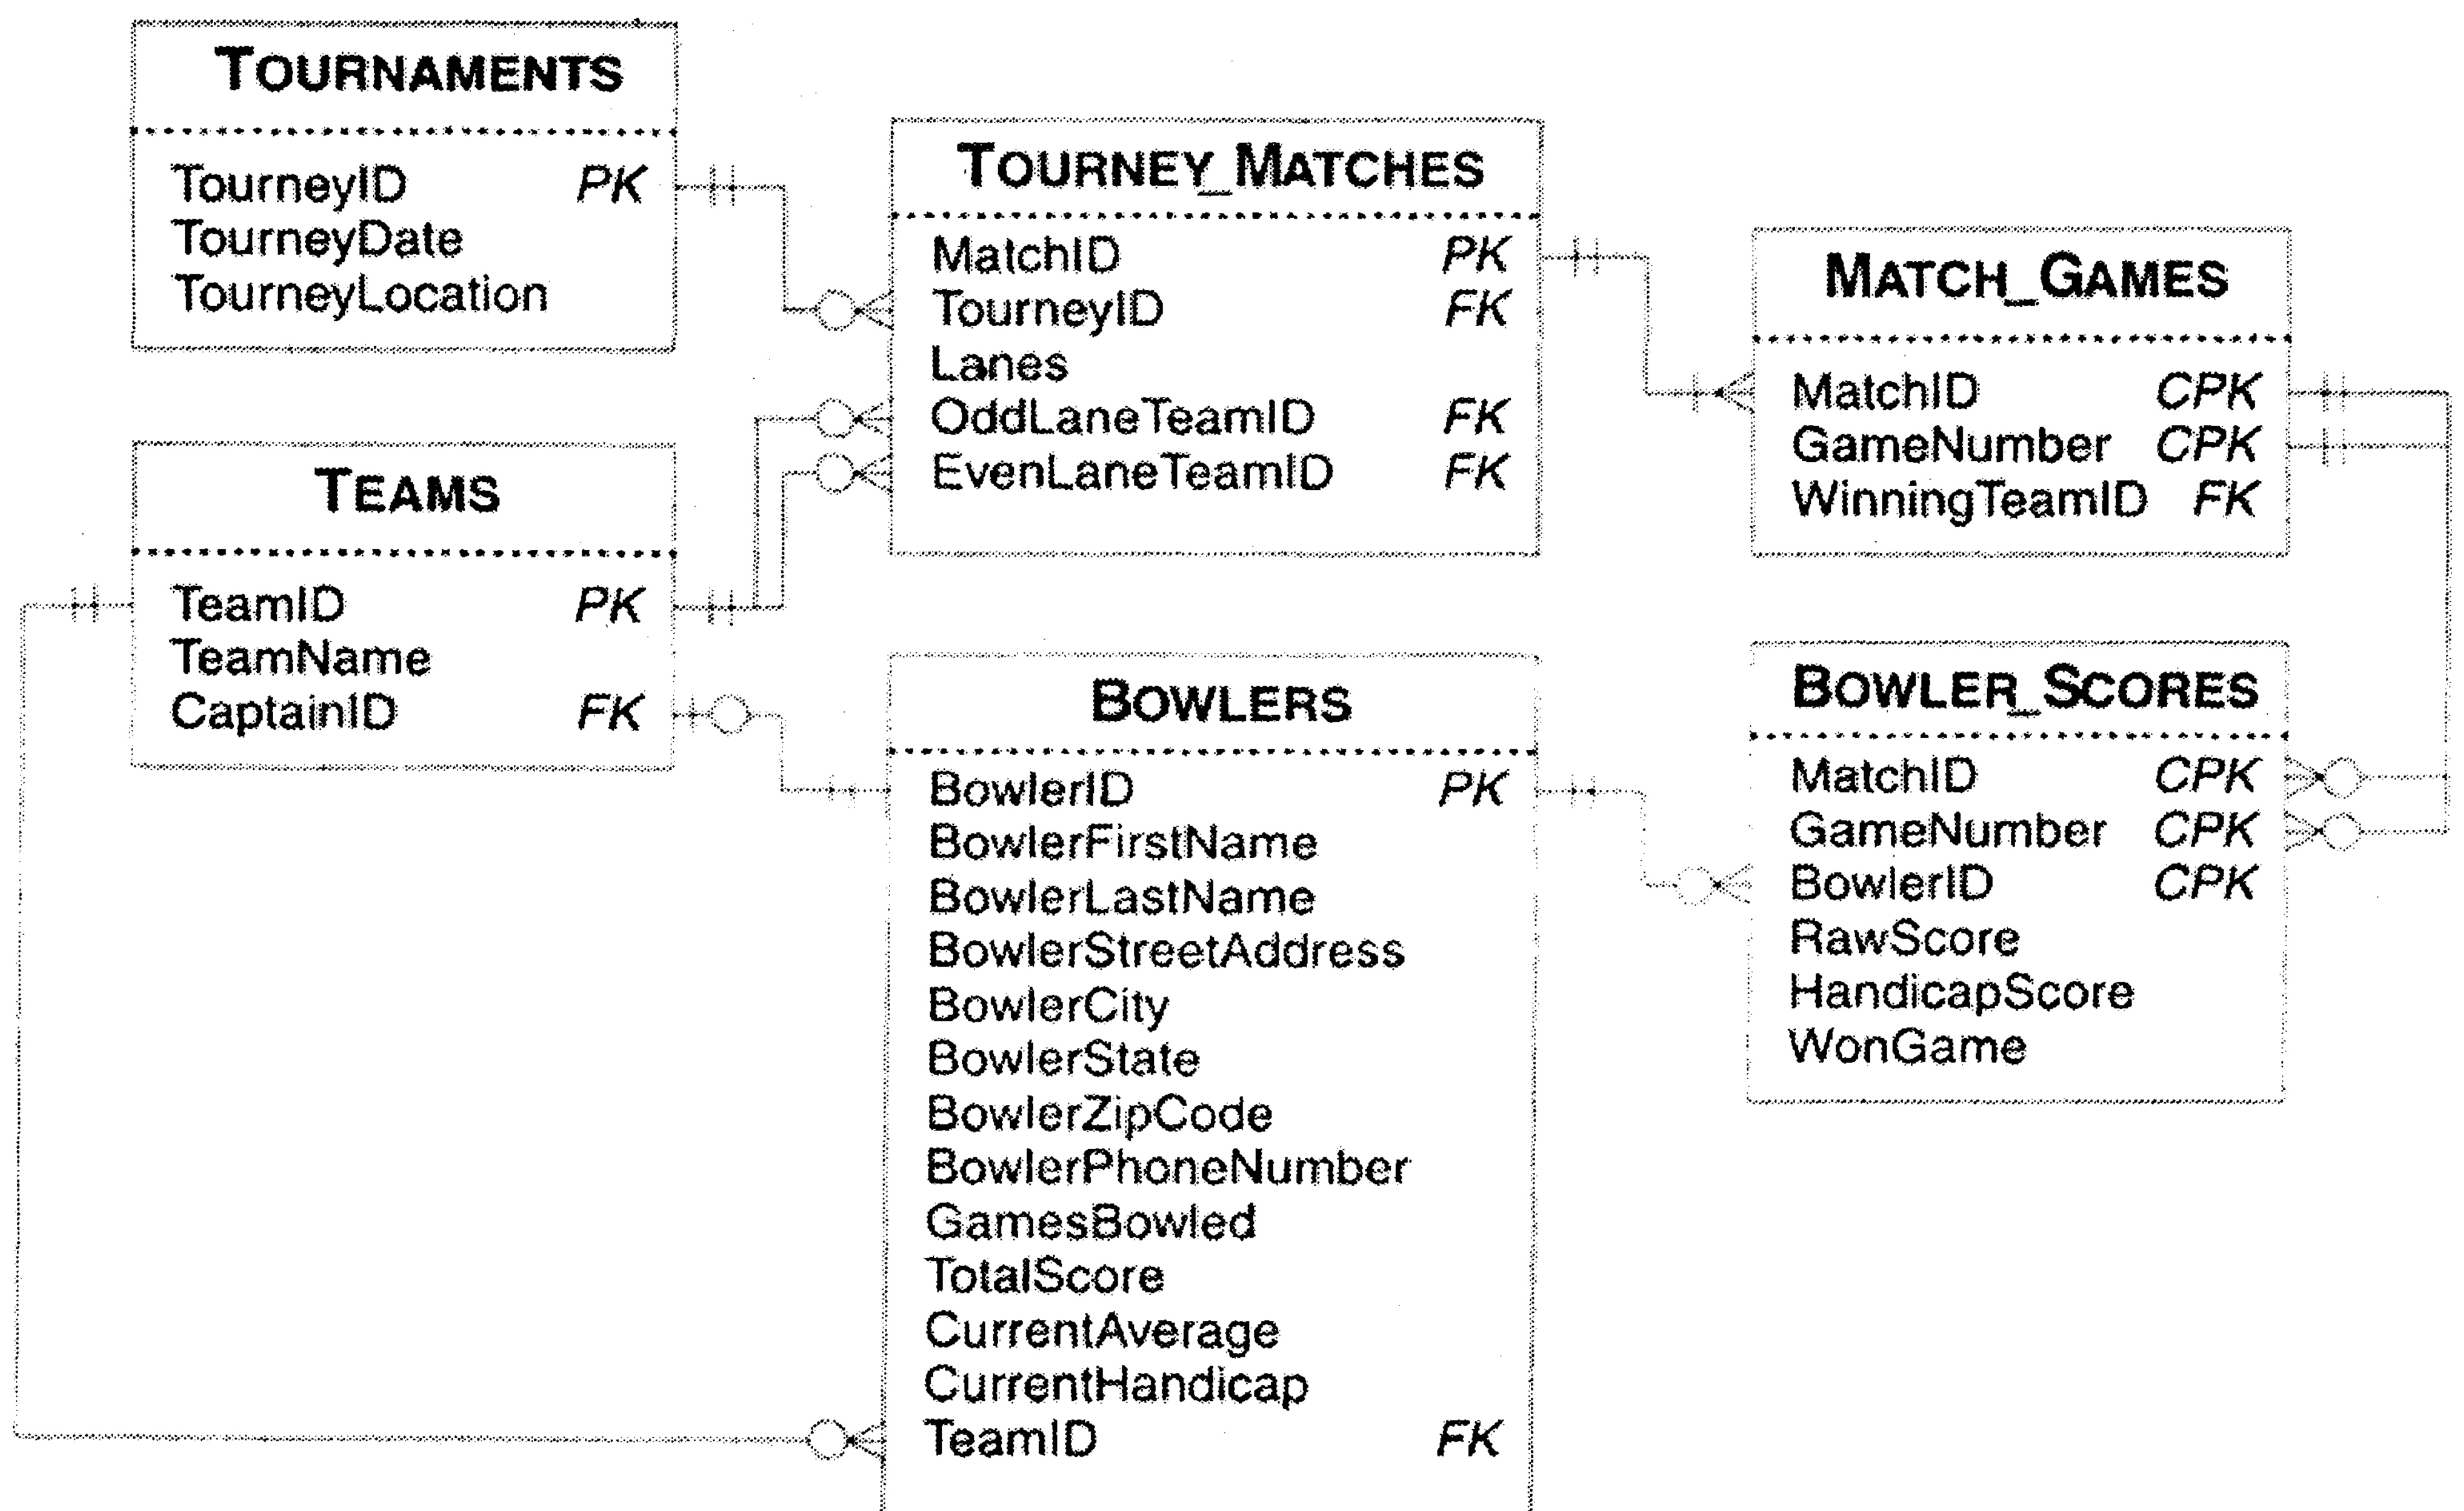 TOURNAMENTS
TourneyID PK
TourneyDate
TourneyLocation
TEAMS
TeamID PK
TeamName
CaptainID FK
TOURNEY_MATCHES
MatchID PK
TourneyID FK
Lanes
OddLaneTeamID FK
EvenLaneTeamID FK
BOWLERS
BowlerID PK
BowlerFirstName
BowlerLastName
BowlerStreetAddress
BowlerCity
BowlerState
BowlerZipCode
BowlerPhoneNumber
GamesBowled
TotalScore
CurrentAverage
CurrentHandicap
TeamID FK
MATCH_GAMES
MatchID CPK
GameNumber CPK
WinningTeamID FK
BOWLER_SCORES
MatchID CPK
GameNumber CPK
BowlerID CPK
RawScore
HandicapScore
WonGame